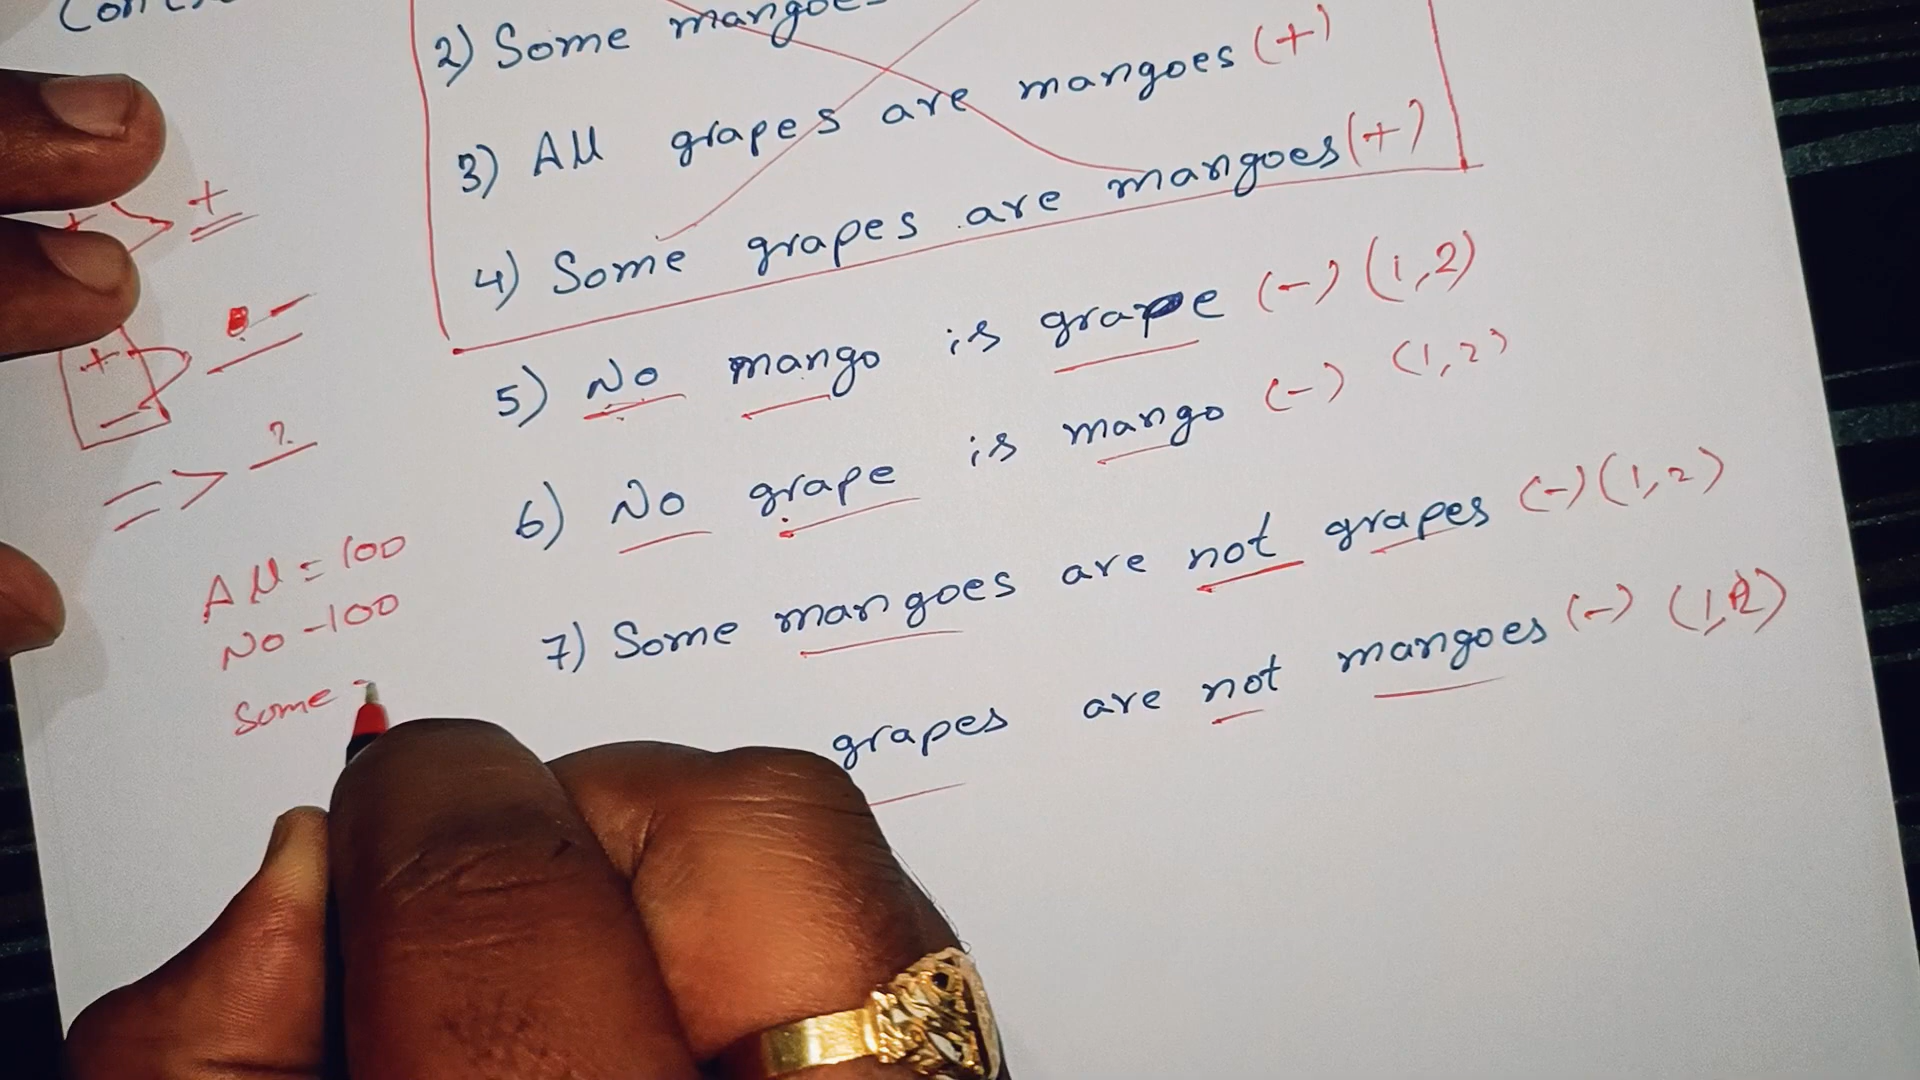 2) Some
3) All grapes are mangoes (+)
4) Some grapes are mangoes (+)
5) No mango is grape (-) (1,2)
6) No grape is mango (-) (1,2)
7) Some mangoes are not grapes (-) (1,2)
grapes are not mangoes (-) (1,2)
+
+
-
+
-
=> ?
All = 100
No - 100
Some